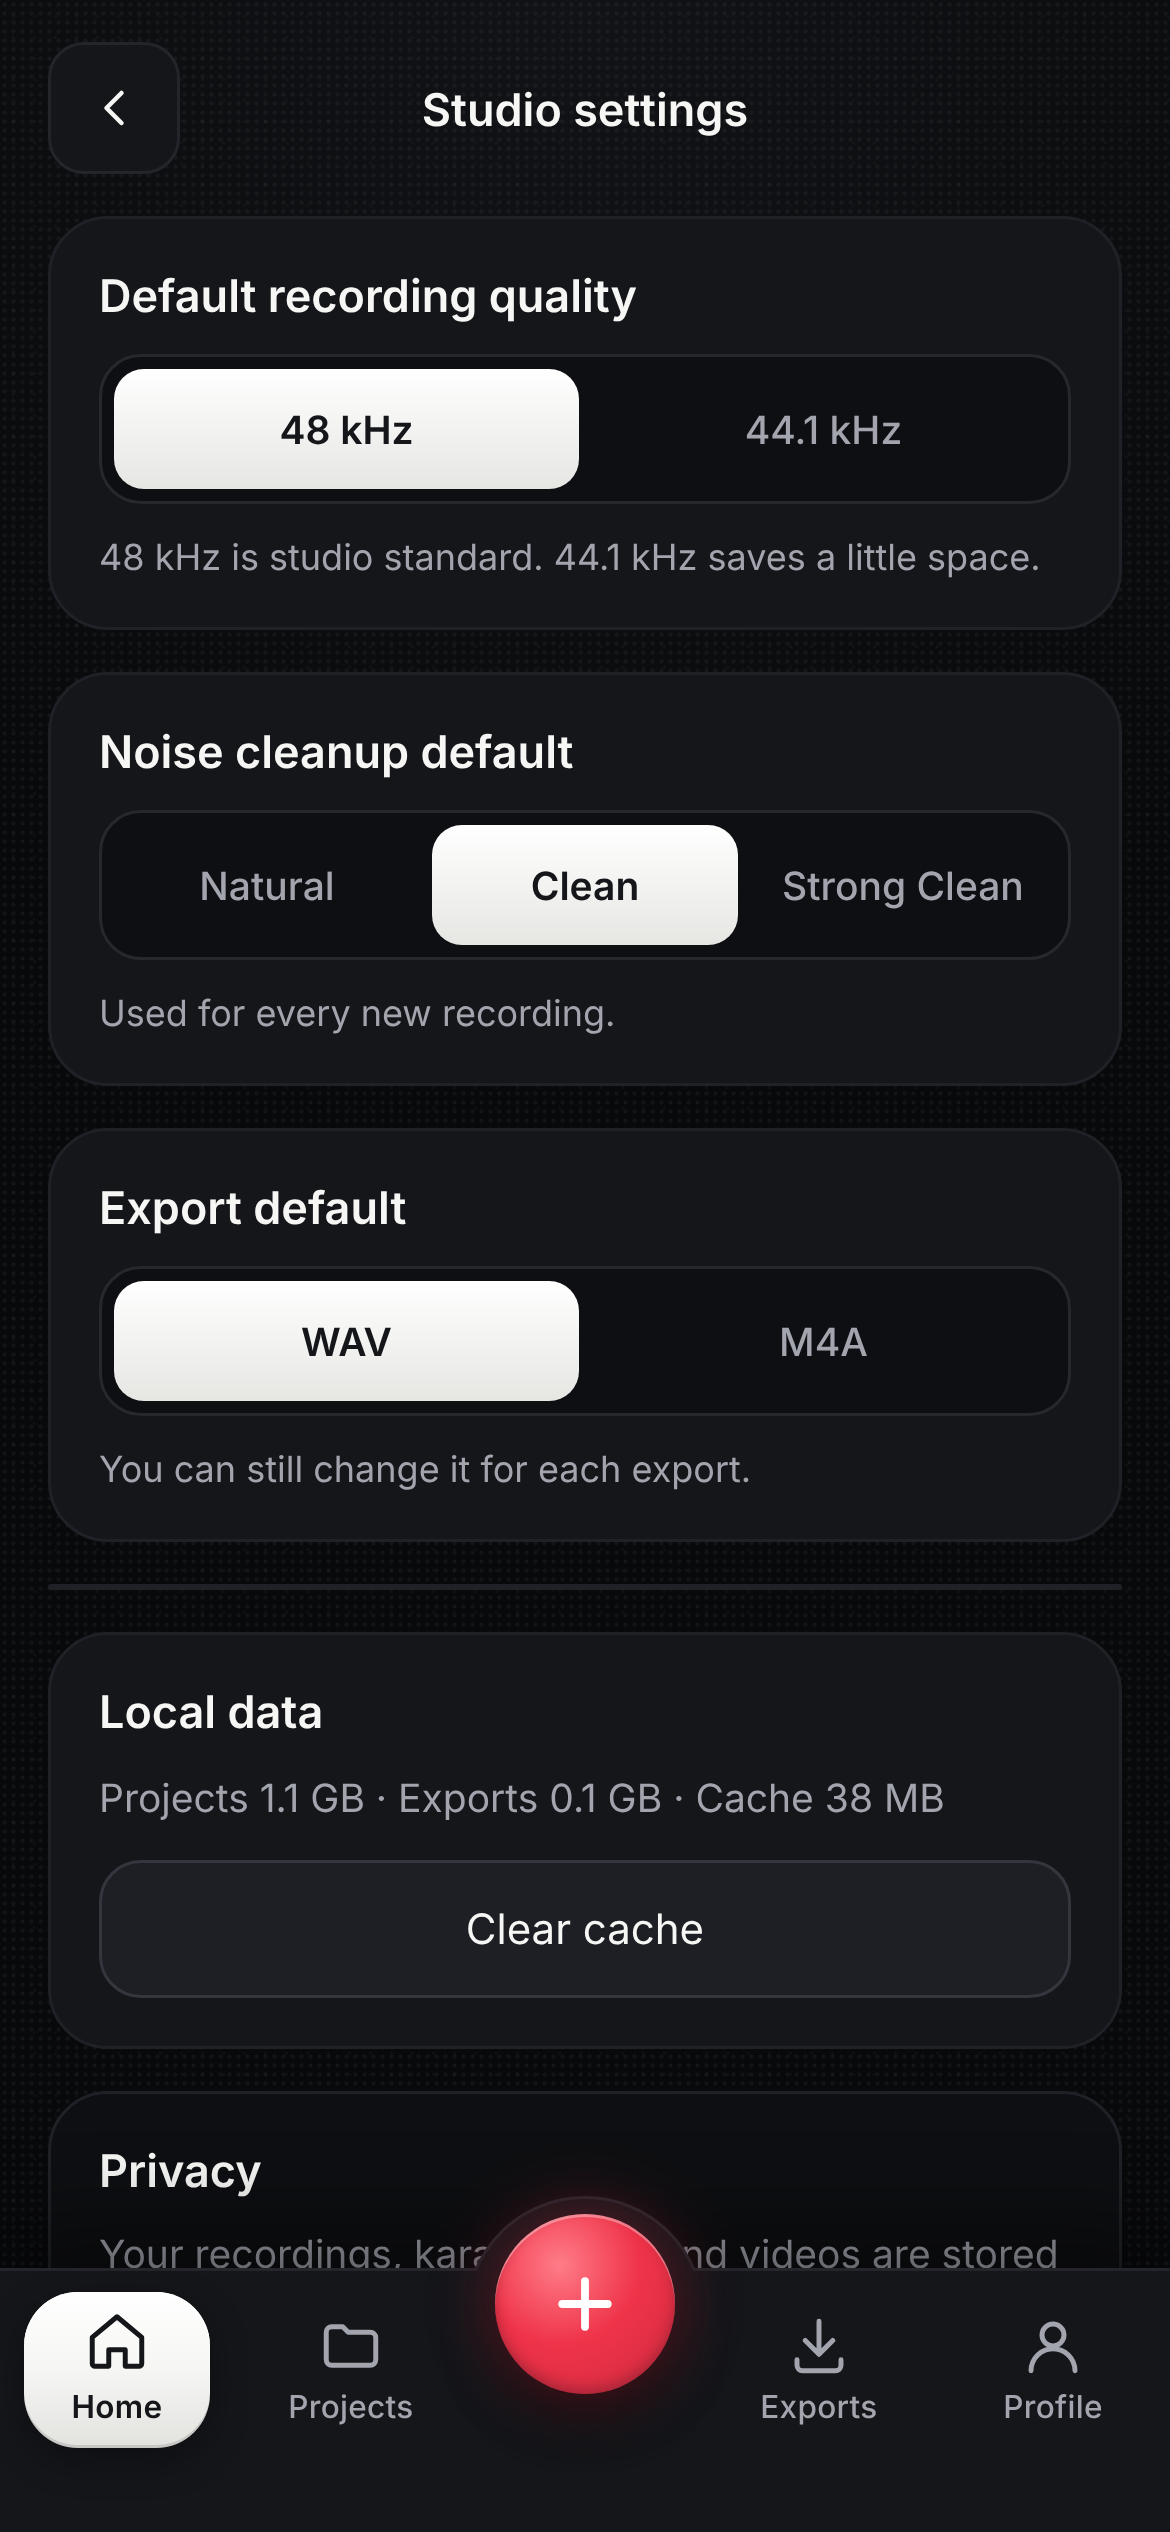 Studio settings
Default recording quality
48 kHz
44.1 kHz
48 kHz is studio standard. 44.1 kHz saves a little space.
Noise cleanup default
Natural
Clean
Strong Clean
Used for every new recording.
Export default
WAV
M4A
You can still change it for each export.
Local data
Projects 1.1 GB · Exports 0.1 GB · Cache 38 MB
Clear cache
Privacy
Your recordings, videos are stored
Home
Projects
Exports
Profile